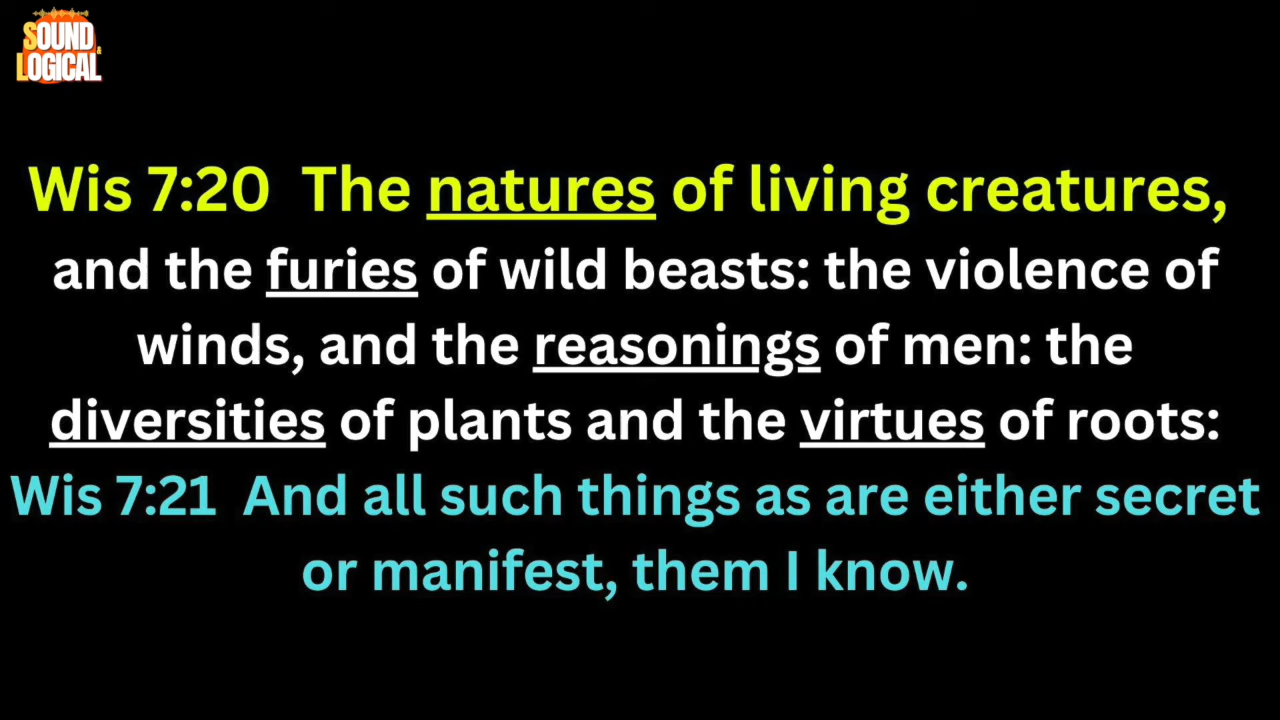 SOUND
& LOGICAL
Wis 7:20 The natures of living creatures,
and the furies of wild beasts: the violence of
winds, and the reasonings of men: the
diversities of plants and the virtues of roots:
Wis 7:21 And all such things as are either secret
or manifest, them I know.